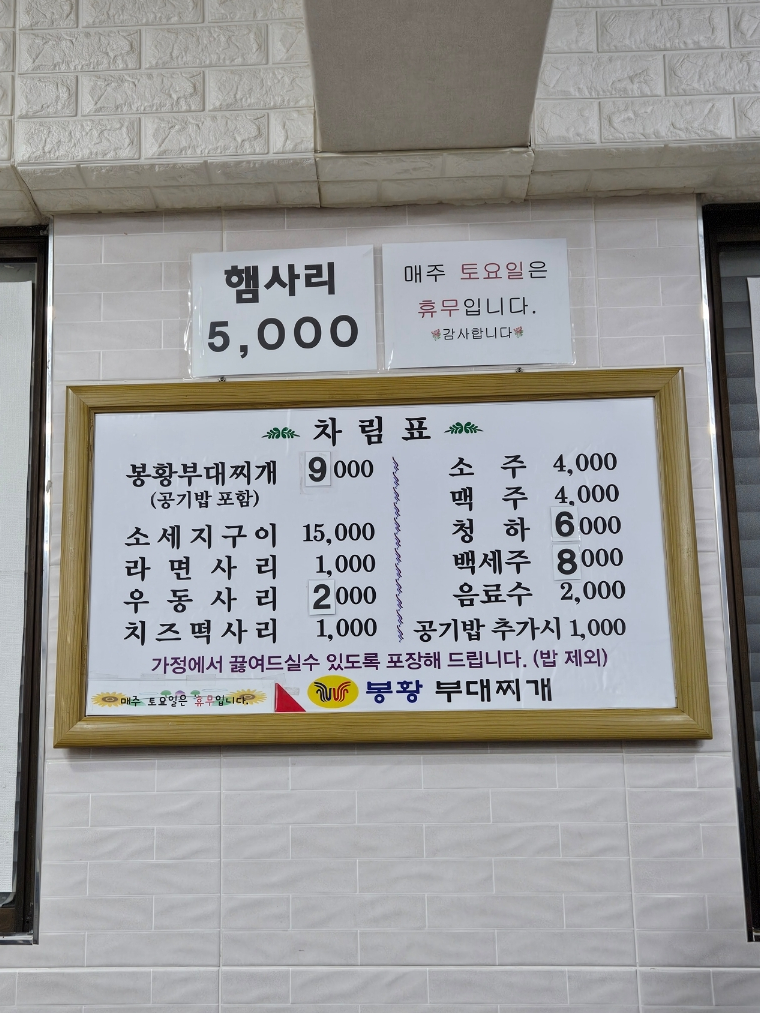 햄사리
5,000
매주 토요일은
휴무입니다.
감사합니다
차림표
봉황부대찌개 9000
(공기밥 포함)
소세지구이 15,000
라면사리 1,000
우동사리 2000
치즈떡사리 1,000
소주 4,000
맥주 4,000
청하 6000
백세주 8000
음료수 2,000
공기밥 추가시 1,000
가정에서 끓여드실수 있도록 포장해 드립니다. (밥 제외)
매주 토요일은 휴무입니다.
봉황 부대찌개